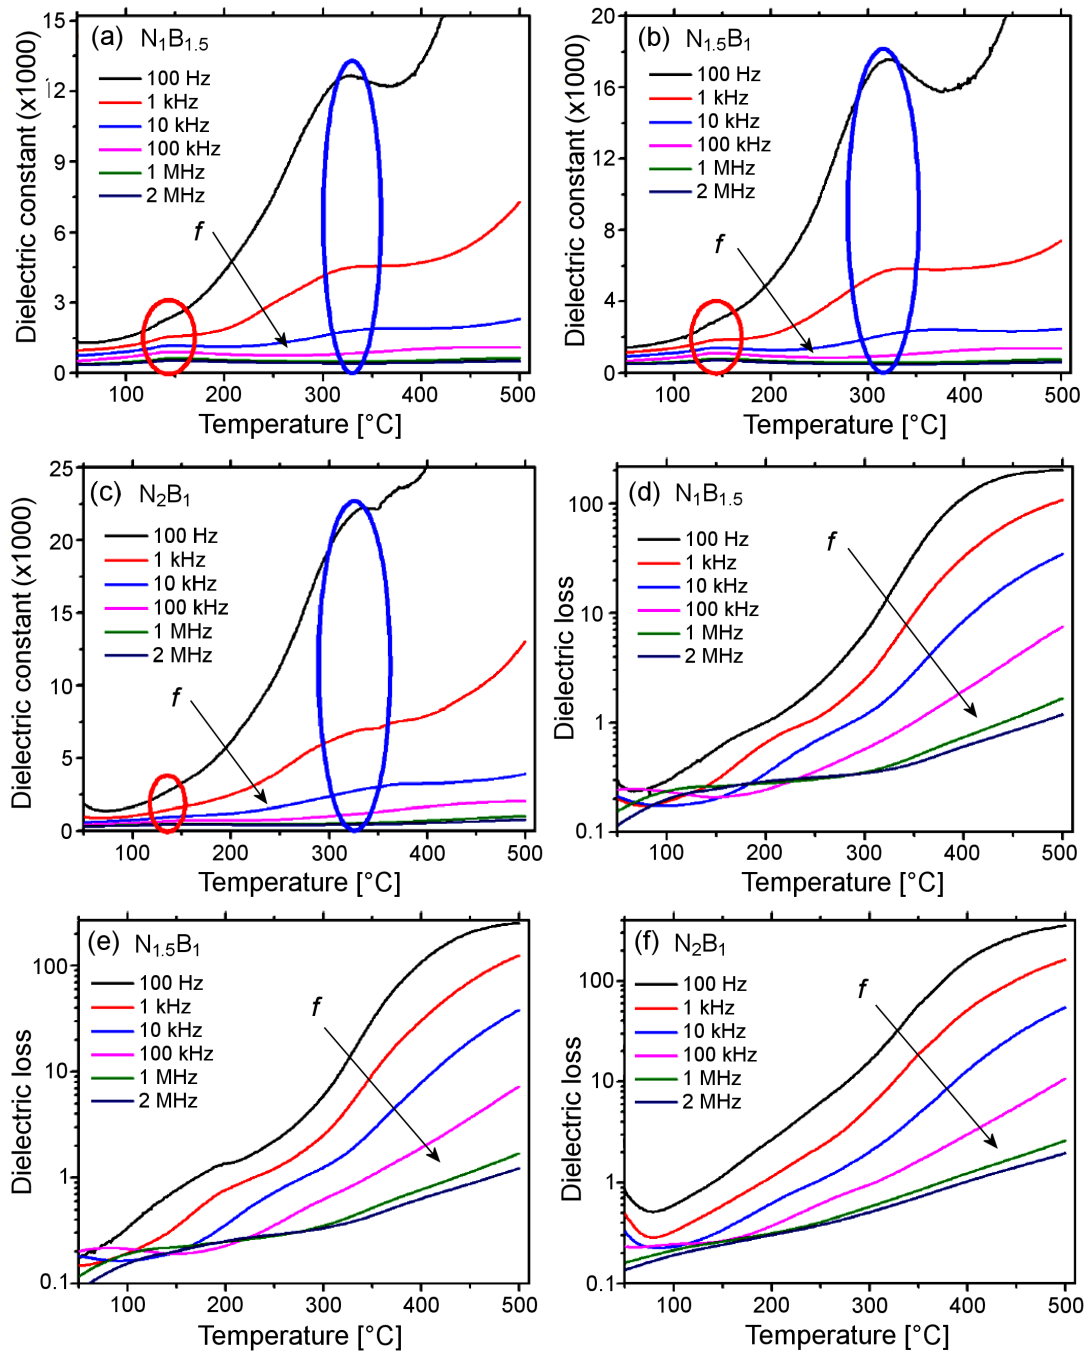 (a) N1B1.5
Dielectric constant (x1000)
15
12
9
6
3
0
100 Hz
1 kHz
10 kHz
100 kHz
1 MHz
2 MHz
f
100 200 300 400 500
Temperature [°C]
(b) N1.5B1
Dielectric constant (x1000)
20
16
12
8
4
0
100 Hz
1 kHz
10 kHz
100 kHz
1 MHz
2 MHz
f
100 200 300 400 500
Temperature [°C]
(c) N2B1
Dielectric constant (x1000)
25
20
15
10
5
0
100 Hz
1 kHz
10 kHz
100 kHz
1 MHz
2 MHz
f
100 200 300 400 500
Temperature [°C]
(d) N1B1.5
Dielectric loss
100
10
1
0.1
100 Hz
1 kHz
10 kHz
100 kHz
1 MHz
2 MHz
f
100 200 300 400 500
Temperature [°C]
(e) N1.5B1
Dielectric loss
100
10
1
0.1
100 Hz
1 kHz
10 kHz
100 kHz
1 MHz
2 MHz
f
100 200 300 400 500
Temperature [°C]
(f) N2B1
Dielectric loss
100
10
1
0.1
100 Hz
1 kHz
10 kHz
100 kHz
1 MHz
2 MHz
f
100 200 300 400 500
Temperature [°C]